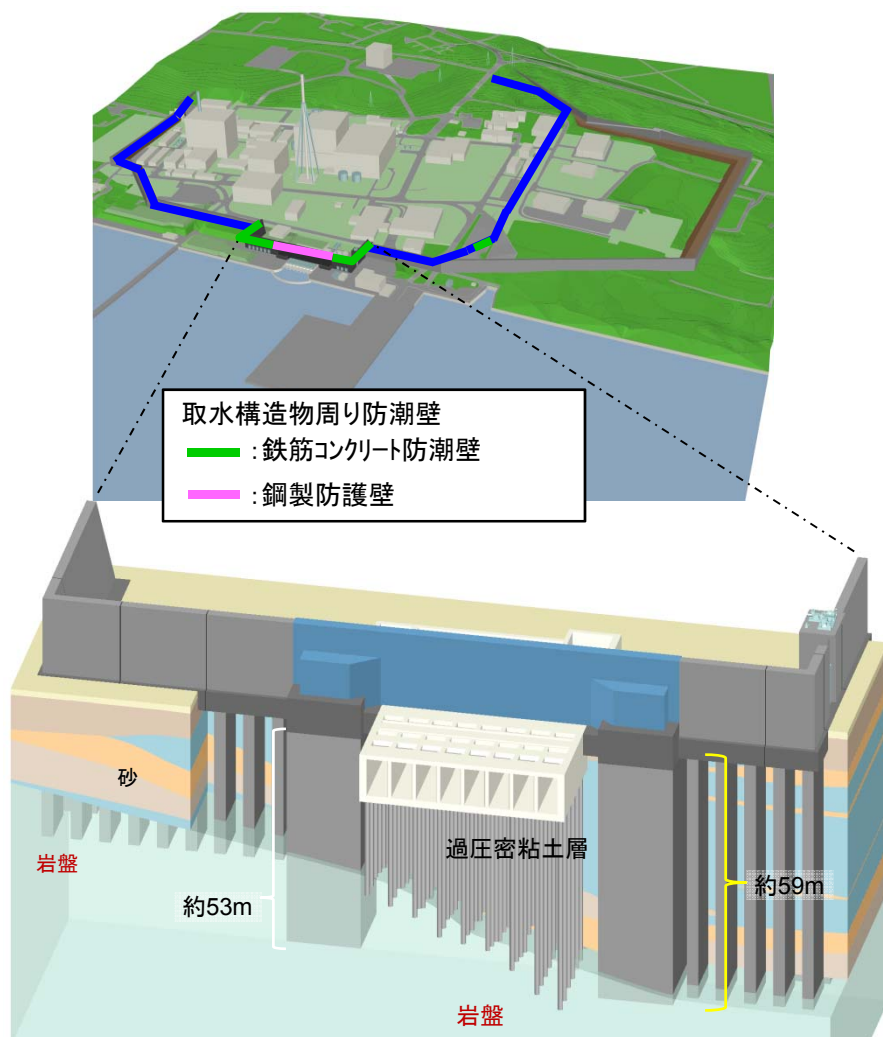 取水構造物周り防潮壁
：鉄筋コンクリート防潮壁
：鋼製防護壁
砂
岩盤
過圧密粘土層
約53m
約59m
岩盤